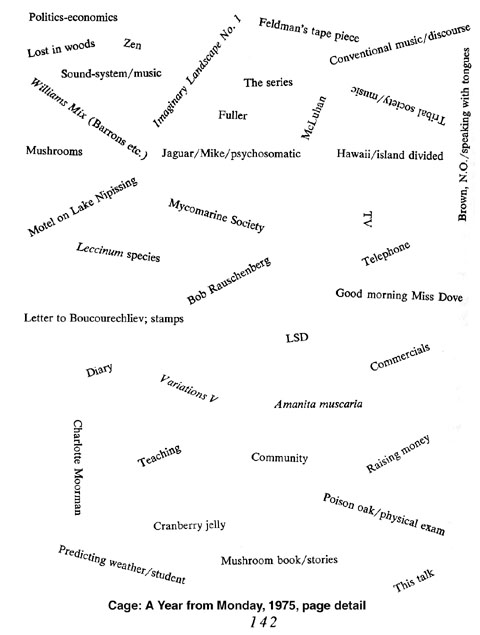 Politics-economics
Feldman's tape piece
Conventional music/discourse
Lost in woods
Zen
Imaginary Landscape No. 1
Sound-system/music
The series
Tribal society/music
Brown, N.O./speaking with tongues
Williams Mix (Barrons etc.)
Fuller
McLuhan
Mushrooms
Jaguar/Mike/psychosomatic
Hawaii/island divided
Motel on Lake Nipissing
Mycomarine Society
TV
Leccinum species
Telephone
Bob Rauschenberg
Good morning Miss Dove
Letter to Boucourechliev; stamps
LSD
Commercials
Diary
Variations V
Amanita muscaria
Charlotte Moorman
Teaching
Community
Raising money
Poison oak/physical exam
Cranberry jelly
Predicting weather/student
Mushroom book/stories
This talk
Cage: A Year from Monday, 1975, page detail
142